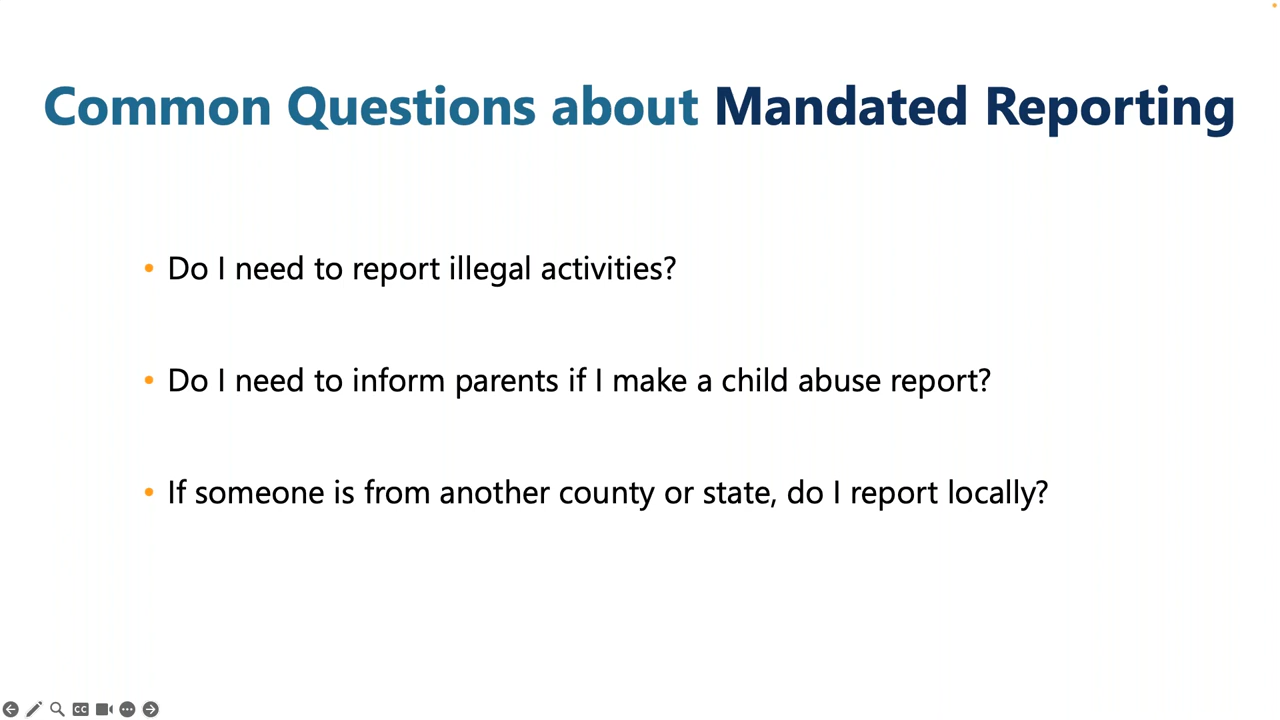 Common Questions about Mandated Reporting
• Do I need to report illegal activities?
• Do I need to inform parents if I make a child abuse report?
• If someone is from another county or state, do I report locally?
CC